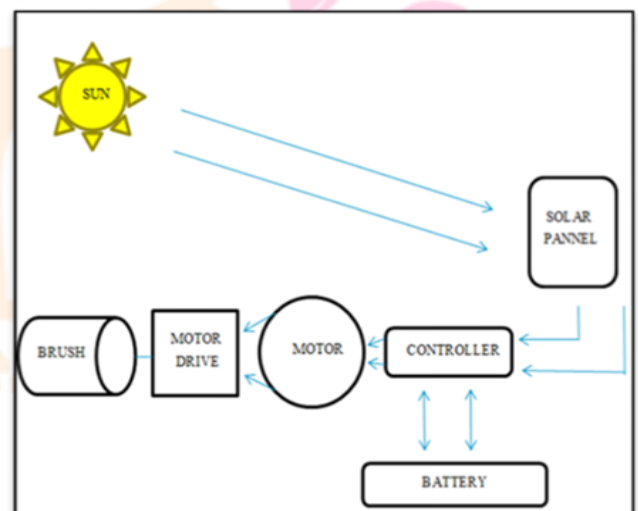 SUN
SOLAR
PANNEL
MOTOR
DRIVE
BRUSH
MOTOR
CONTROLLER
BATTERY